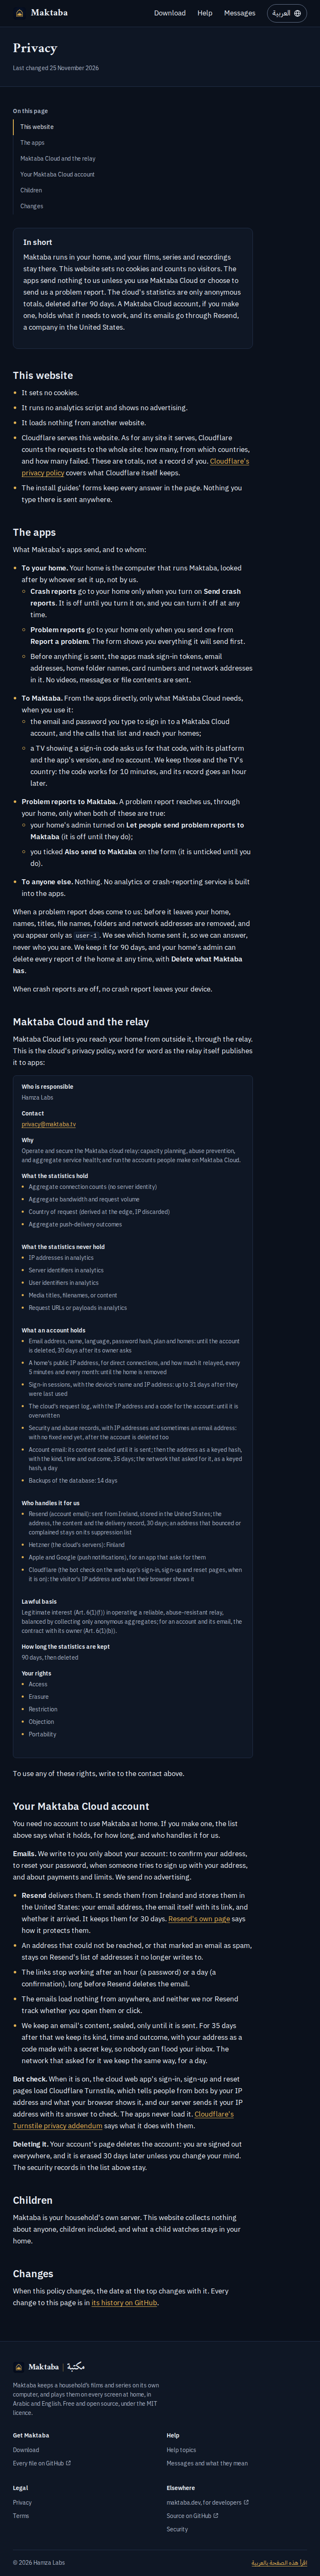 Maktaba
Download Help Messages العربية
Privacy
Last changed 25 November 2026
On this page
This website
The apps
Maktaba Cloud and the relay
Your Maktaba Cloud account
Children
Changes
In short
Maktaba runs in your home, and your films, series and recordings
stay there. This website sets no cookies and counts no visitors. The
apps send nothing to us unless you use Maktaba Cloud or choose to
send us a problem report. The cloud's statistics are only anonymous
totals, deleted after 90 days. A Maktaba Cloud account, if you make
one, holds what it needs to work, and its emails go through Resend,
a company in the United States.
This website
• It sets no cookies.
• It runs no analytics script and shows no advertising.
• It loads nothing from another website.
• Cloudflare serves this website. As for any site it serves, Cloudflare
counts the requests to the whole site: how many, from which countries,
and how many failed. These are totals, not a record of you. Cloudflare's
privacy policy covers what Cloudflare itself keeps.
• The install guides' forms keep every answer in the page. Nothing you
type there is sent anywhere.
The apps
What Maktaba's apps send, and to whom:
• To your home. Your home is the computer that runs Maktaba, looked
after by whoever set it up, not by us.
◦ Crash reports go to your home only when you turn on Send crash
reports. It is off until you turn it on, and you can turn it off at any
time.
◦ Problem reports go to your home only when you send one from
Report a problem. The form shows you everything it will send first.
◦ Before anything is sent, the apps mask sign-in tokens, email
addresses, home folder names, card numbers and network addresses
in it. No videos, messages or file contents are sent.
• To Maktaba. From the apps directly, only what Maktaba Cloud needs,
when you use it:
◦ the email and password you type to sign in to a Maktaba Cloud
account, and the calls that list and reach your homes;
◦ a TV showing a sign-in code asks us for that code, with its platform
and the app's version, and no account. We keep those and the TV's
country: the code works for 10 minutes, and its record goes an hour
later.
• Problem reports to Maktaba. A problem report reaches us, through
your home, only when both of these are true:
◦ your home's admin turned on Let people send problem reports to
Maktaba (it is off until they do);
◦ you ticked Also send to Maktaba on the form (it is unticked until you
do).
• To anyone else. Nothing. No analytics or crash-reporting service is built
into the apps.
When a problem report does come to us: before it leaves your home,
names, titles, file names, folders and network addresses are removed, and
you appear only as user-1. We see which home sent it, so we can answer,
never who you are. We keep it for 90 days, and your home's admin can
delete every report of the home at any time, with Delete what Maktaba
has.
When crash reports are off, no crash report leaves your device.
Maktaba Cloud and the relay
Maktaba Cloud lets you reach your home from outside it, through the relay.
This is the cloud's privacy policy, word for word as the relay itself publishes
it to apps:
Who is responsible
Hamza Labs
Contact
privacy@maktaba.tv
Why
Operate and secure the Maktaba cloud relay: capacity planning, abuse prevention,
and aggregate service health; and run the accounts people make on Maktaba Cloud.
What the statistics hold
• Aggregate connection counts (no server identity)
• Aggregate bandwidth and request volume
• Country of request (derived at the edge, IP discarded)
• Aggregate push-delivery outcomes
What the statistics never hold
• IP addresses in analytics
• Server identifiers in analytics
• User identifiers in analytics
• Media titles, filenames, or content
• Request URLs or payloads in analytics
What an account holds
• Email address, name, language, password hash, plan and homes: until the account
is deleted, 30 days after its owner asks
• A home's public IP address, for direct connections, and how much it relayed, every
5 minutes and every month: until the home is removed
• Sign-in sessions, with the device's name and IP address: up to 31 days after they
were last used
• The cloud's request log, with the IP address and a code for the account: until it is
overwritten
• Security and abuse records, with IP addresses and sometimes an email address:
with no fixed end yet, after the account is deleted too
• Account email: its content sealed until it is sent; then the address as a keyed hash,
with the kind, time and outcome, 35 days; the network that asked for it, as a keyed
hash, a day
• Backups of the database: 14 days
Who handles it for us
• Resend (account email): sent from Ireland, stored in the United States; the
address, the content and the delivery record, 30 days; an address that bounced or
complained stays on its suppression list
• Hetzner (the cloud's servers): Finland
• Apple and Google (push notifications), for an app that asks for them
• Cloudflare (the bot check on the web app's sign-in, sign-up and reset pages, when
it is on): the visitor's IP address and what their browser shows it
Lawful basis
Legitimate interest (Art. 6(1)(f)) in operating a reliable, abuse-resistant relay,
balanced by collecting only anonymous aggregates; for an account and its email, the
contract with its owner (Art. 6(1)(b)).
How long the statistics are kept
90 days, then deleted
Your rights
• Access
• Erasure
• Restriction
• Objection
• Portability
To use any of these rights, write to the contact above.
Your Maktaba Cloud account
You need no account to use Maktaba at home. If you make one, the list
above says what it holds, for how long, and who handles it for us.
Emails. We write to you only about your account: to confirm your address,
to reset your password, when someone tries to sign up with your address,
and about payments and limits. We send no advertising.
• Resend delivers them. It sends them from Ireland and stores them in
the United States: your email address, the email itself with its link, and
whether it arrived. It keeps them for 30 days. Resend's own page says
how it protects them.
• An address that could not be reached, or that marked an email as spam,
stays on Resend's list of addresses it no longer writes to.
• The links stop working after an hour (a password) or a day (a
confirmation), long before Resend deletes the email.
• The emails load nothing from anywhere, and neither we nor Resend
track whether you open them or click.
• We keep an email's content, sealed, only until it is sent. For 35 days
after that we keep its kind, time and outcome, with your address as a
code made with a secret key, so nobody can flood your inbox. The
network that asked for it we keep the same way, for a day.
Bot check. When it is on, the cloud web app's sign-in, sign-up and reset
pages load Cloudflare Turnstile, which tells people from bots by your IP
address and what your browser shows it, and our server sends it your IP
address with its answer to check. The apps never load it. Cloudflare's
Turnstile privacy addendum says what it does with them.
Deleting it. Your account's page deletes the account: you are signed out
everywhere, and it is erased 30 days later unless you change your mind.
The security records in the list above stay.
Children
Maktaba is your household's own server. This website collects nothing
about anyone, children included, and what a child watches stays in your
home.
Changes
When this policy changes, the date at the top changes with it. Every
change to this page is in its history on GitHub.
Maktaba | مكتبة
Maktaba keeps a household's films and series on its own
computer, and plays them on every screen at home, in
Arabic and English. Free and open source, under the MIT
licence.
Get Maktaba
Download
Every file on GitHub
Help
Help topics
Messages and what they mean
Legal
Privacy
Terms
Elsewhere
maktaba.dev, for developers
Source on GitHub
Security
© 2026 Hamza Labs
اقرأ هذه الصفحة بالعربية